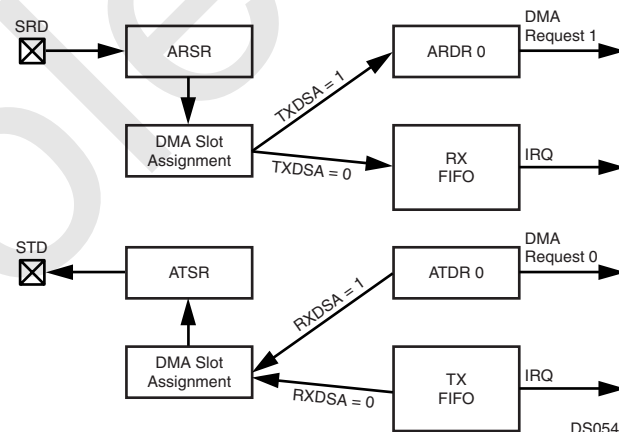 SRD
ARSR
DMA Slot
Assignment
TXDSA = 1
TXDSA = 0
ARDR 0
DMA
Request 1
RX
FIFO
IRQ
STD
ATSR
DMA Slot
Assignment
RXDSA = 1
RXDSA = 0
ATDR 0
DMA
Request 0
TX
FIFO
IRQ
DS054